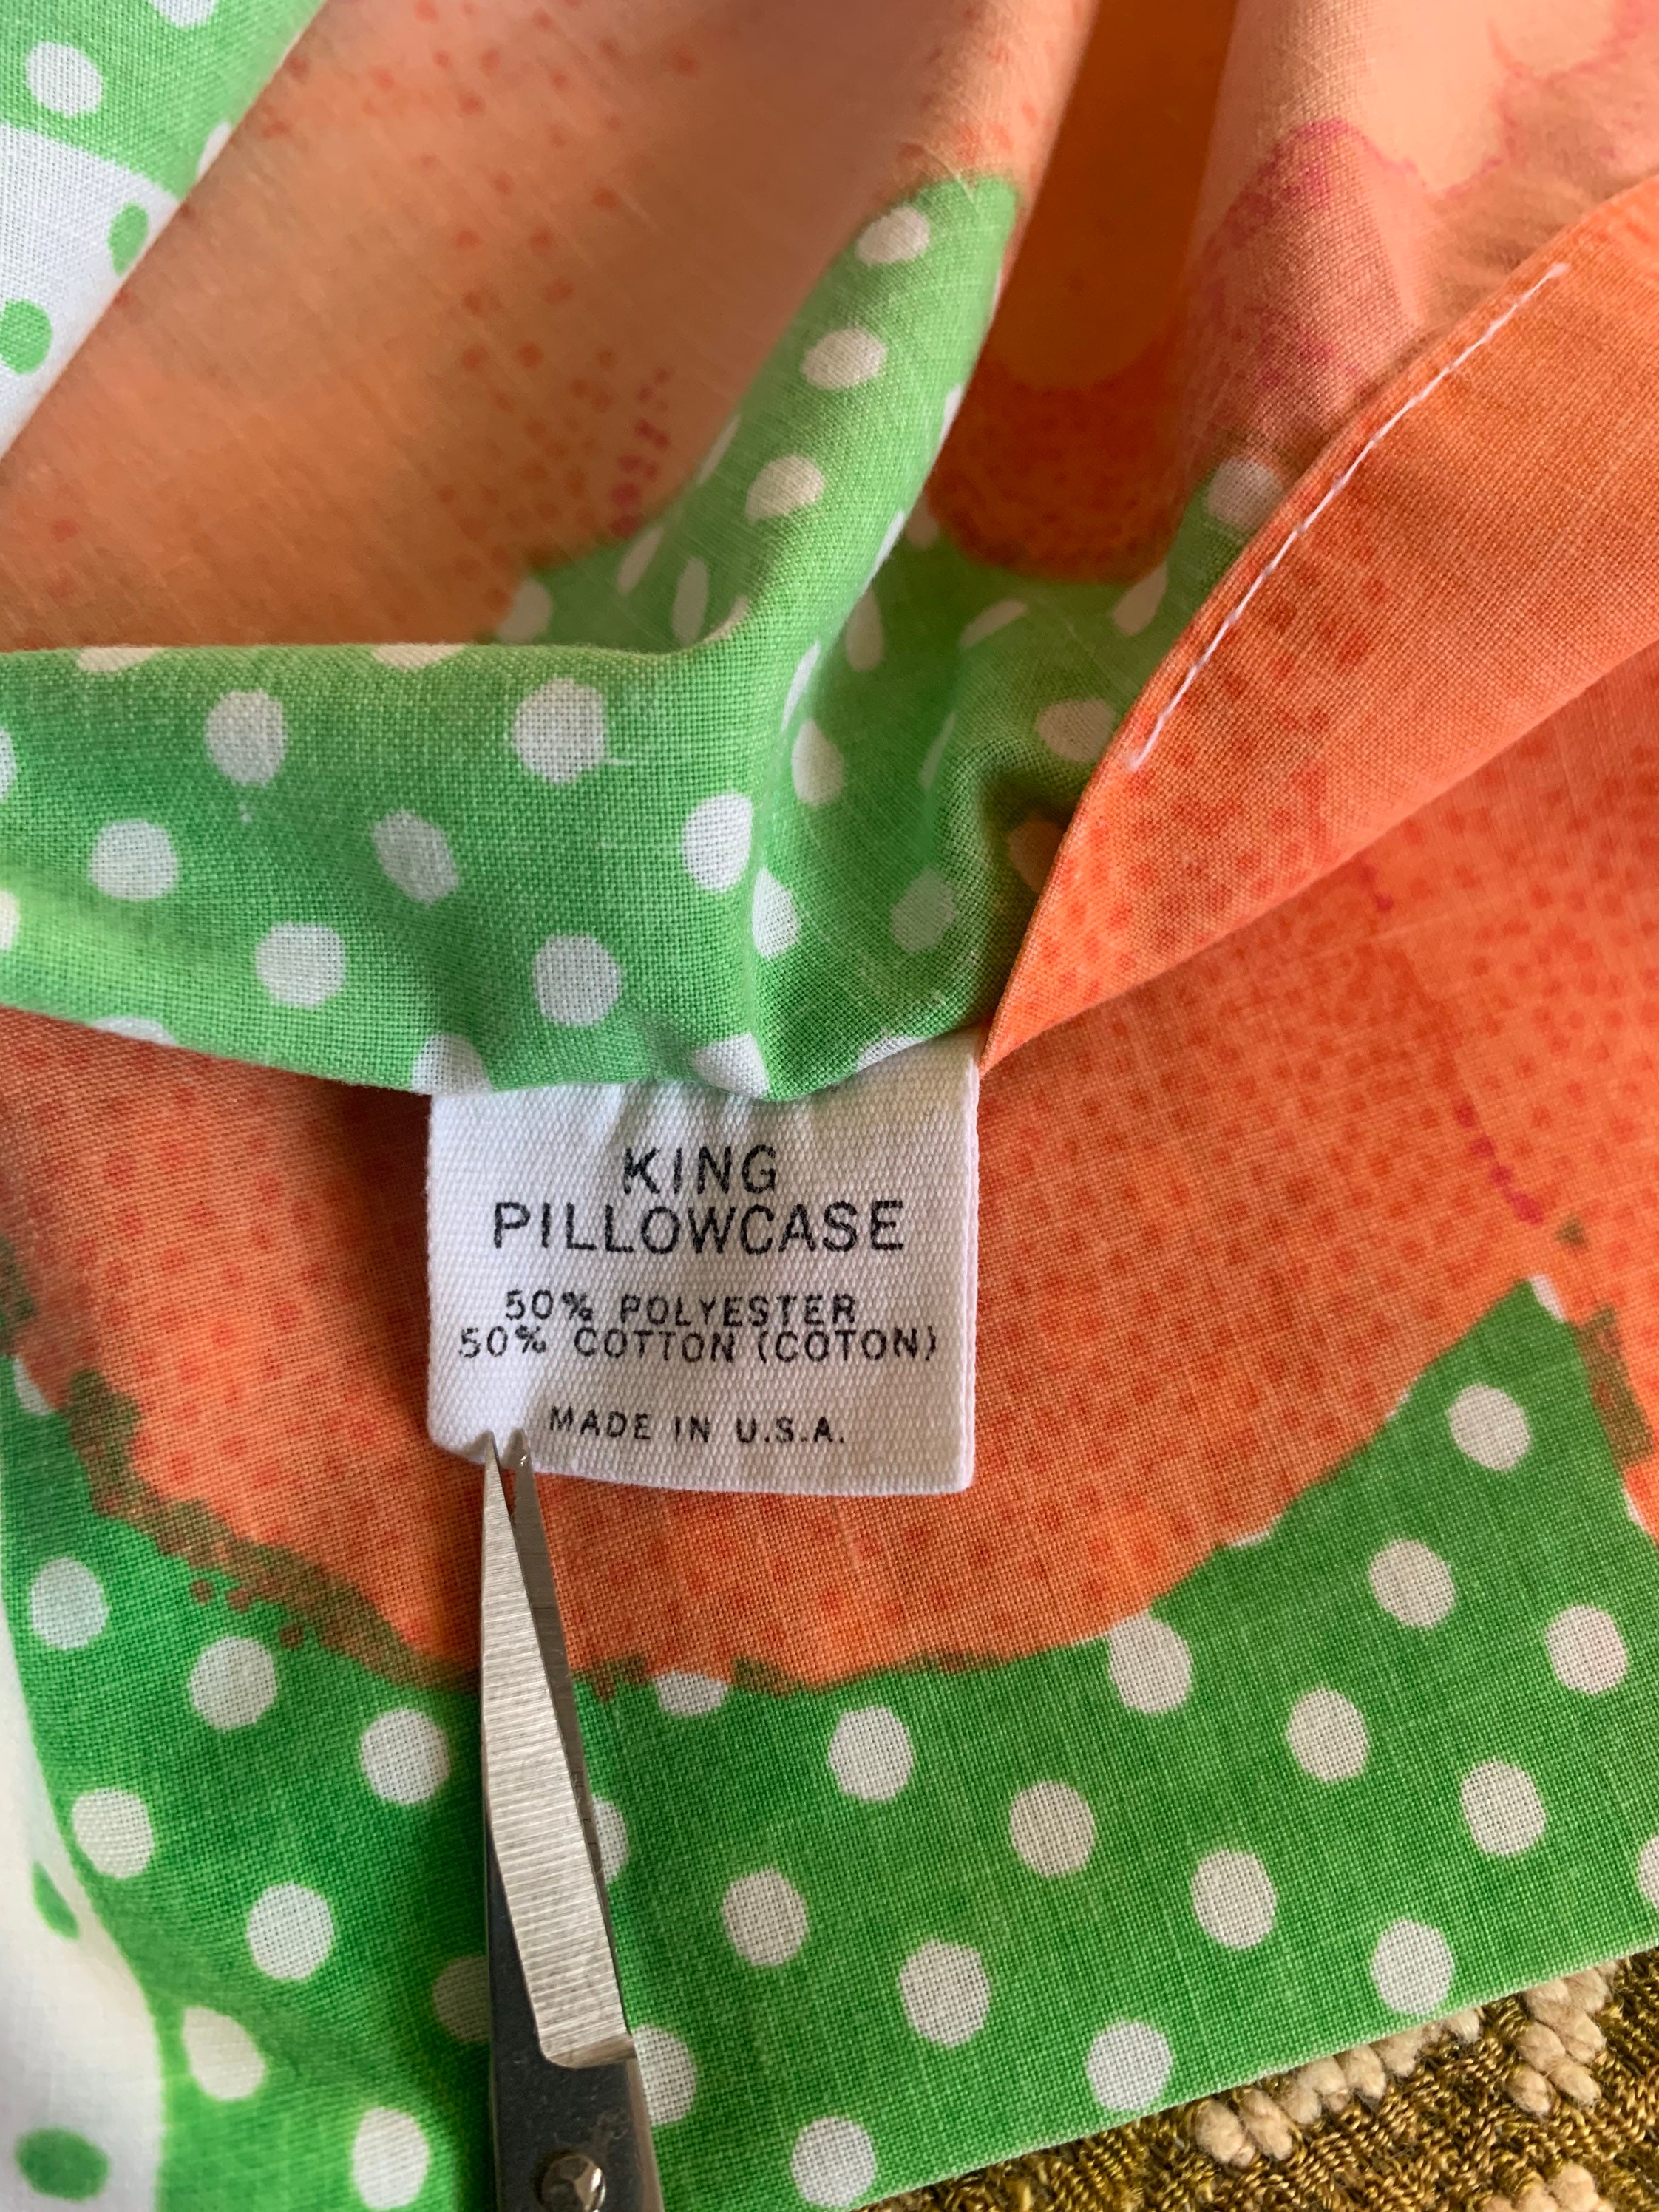 KING
PILLOWCASE
50% POLYESTER
50% COTTON (COTON)
MADE IN U.S.A.